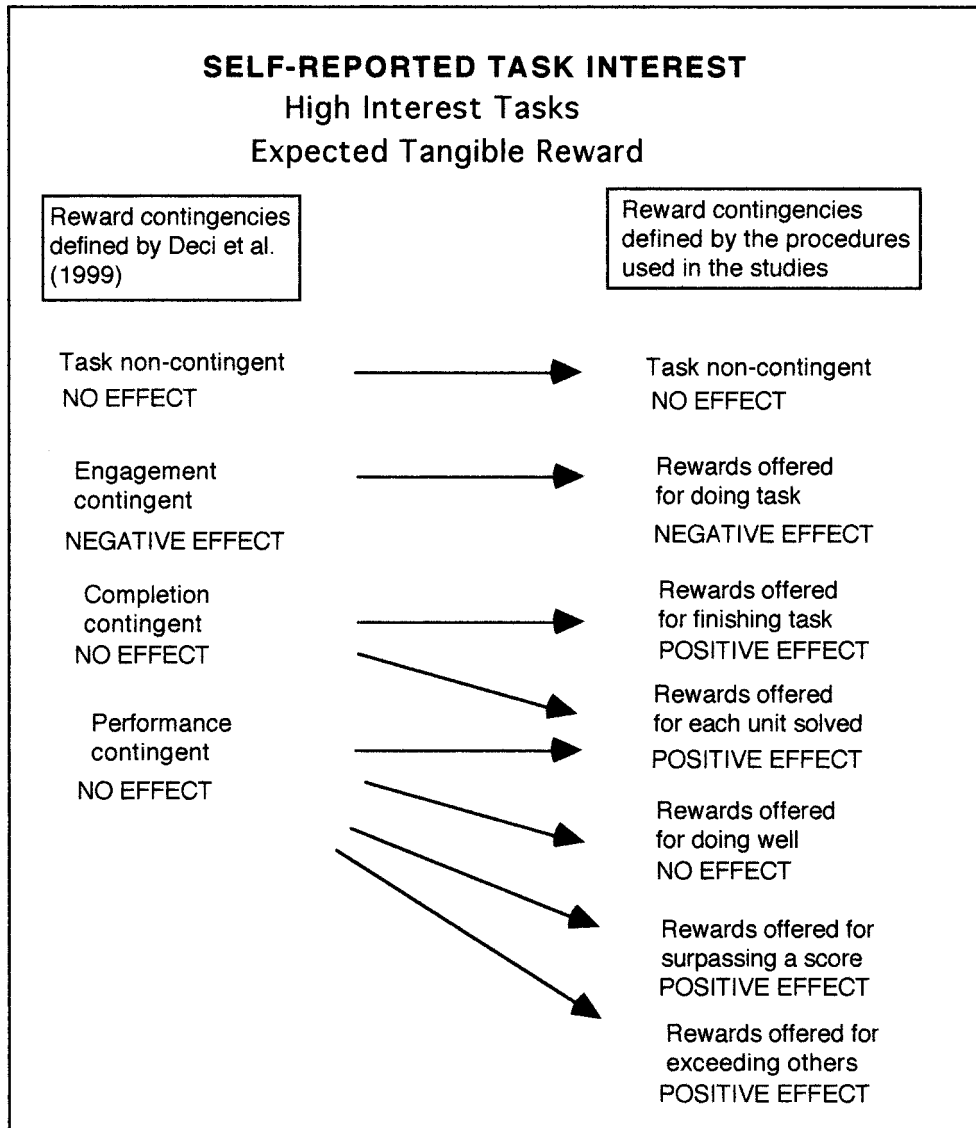 SELF-REPORTED TASK INTEREST
High Interest Tasks
Expected Tangible Reward
Reward contingencies
defined by Deci et al.
(1999)
Reward contingencies
defined by the procedures
used in the studies
Task non-contingent
NO EFFECT
Task non-contingent
NO EFFECT
Engagement
contingent
NEGATIVE EFFECT
Rewards offered
for doing task
NEGATIVE EFFECT
Completion
contingent
NO EFFECT
Rewards offered
for finishing task
POSITIVE EFFECT
Rewards offered
for each unit solved
POSITIVE EFFECT
Performance
contingent
NO EFFECT
Rewards offered
for doing well
NO EFFECT
Rewards offered for
surpassing a score
POSITIVE EFFECT
Rewards offered for
exceeding others
POSITIVE EFFECT